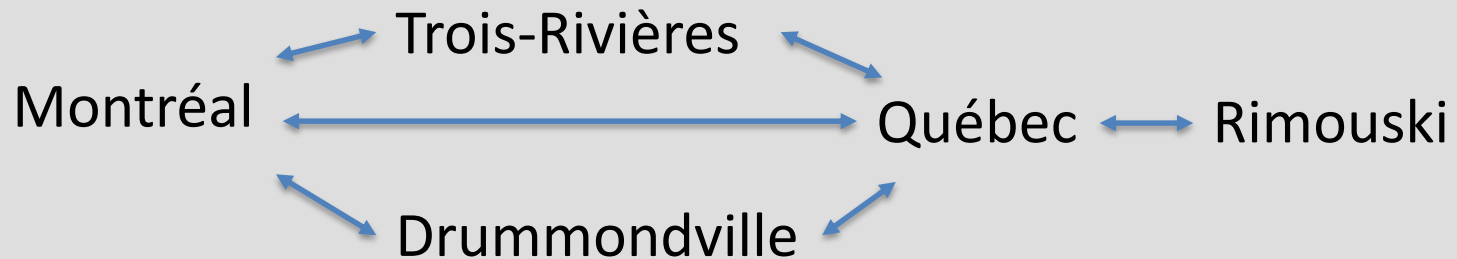 Trois-Rivières
Montréal
Québec
Rimouski
Drummondville